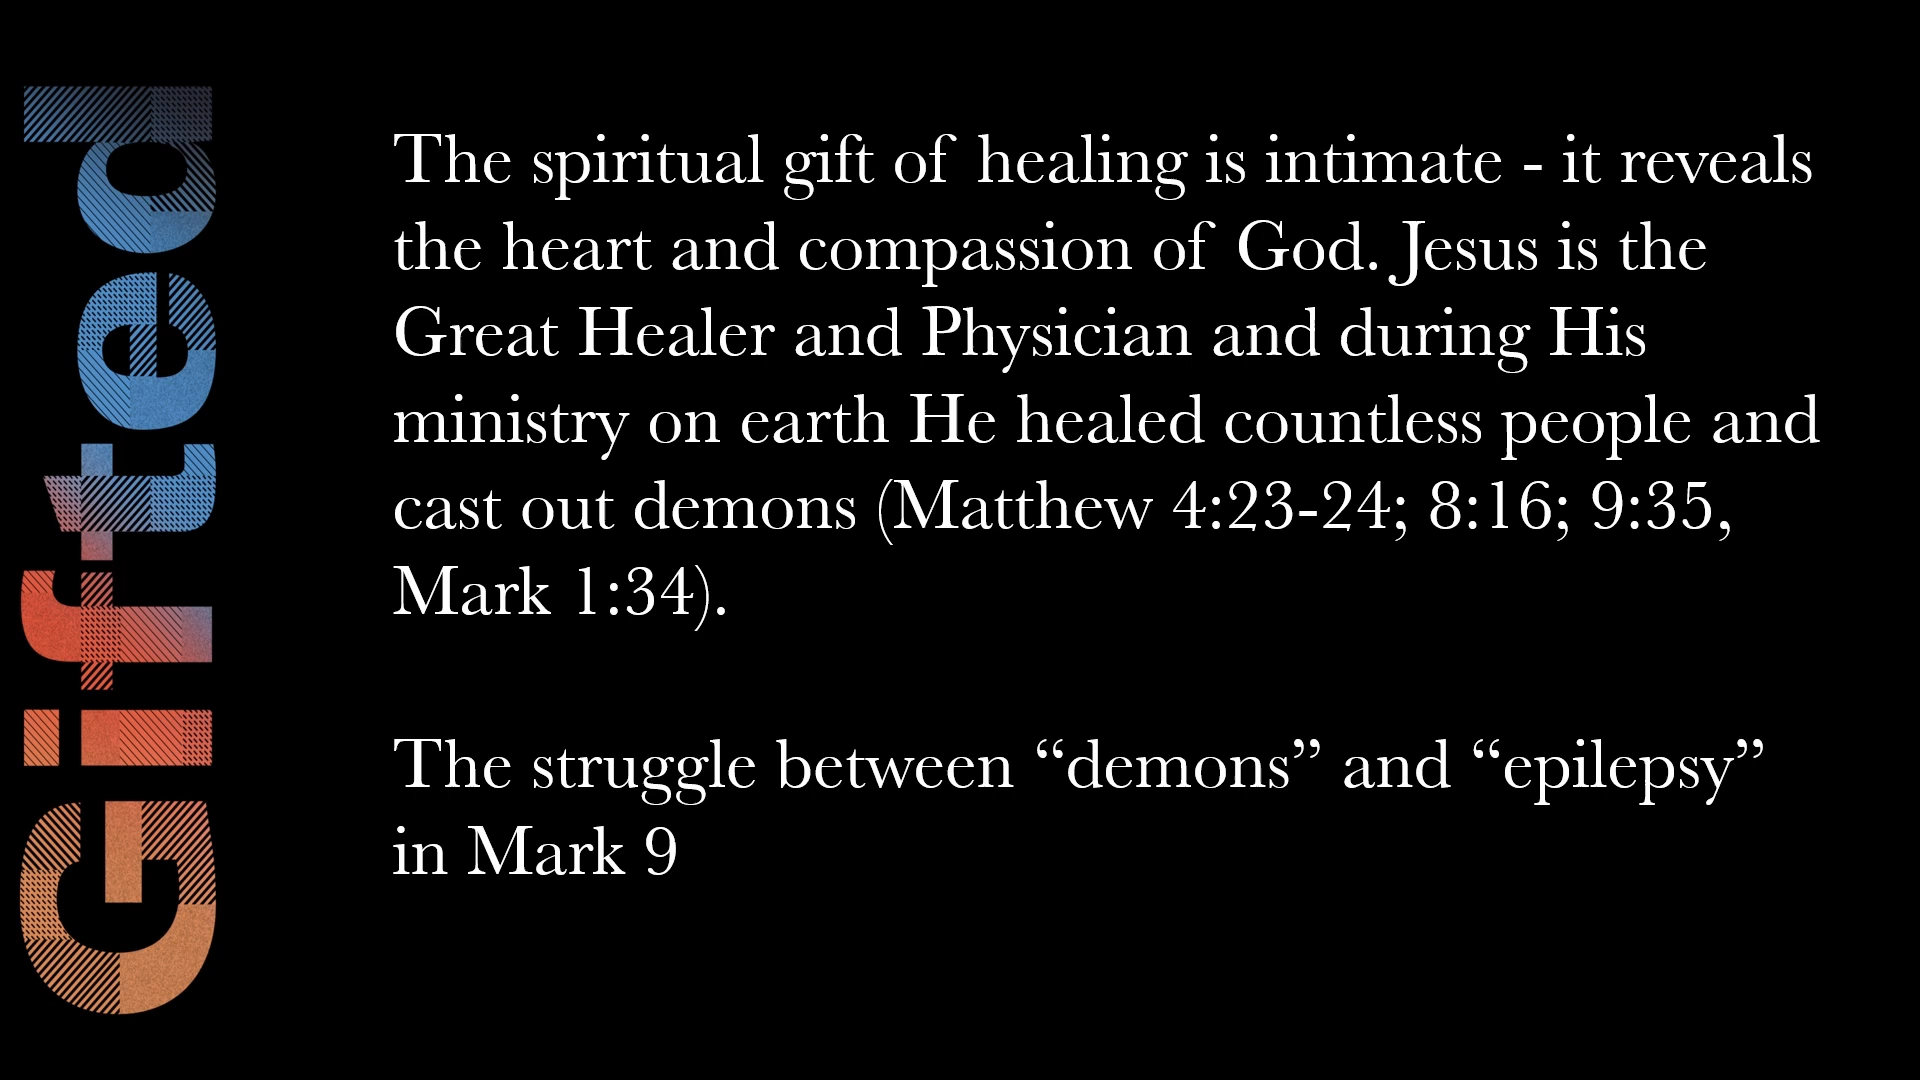 Gifted
The spiritual gift of healing is intimate - it reveals
the heart and compassion of God. Jesus is the
Great Healer and Physician and during His
ministry on earth He healed countless people and
cast out demons (Matthew 4:23-24; 8:16; 9:35,
Mark 1:34).
The struggle between “demons” and “epilepsy”
in Mark 9